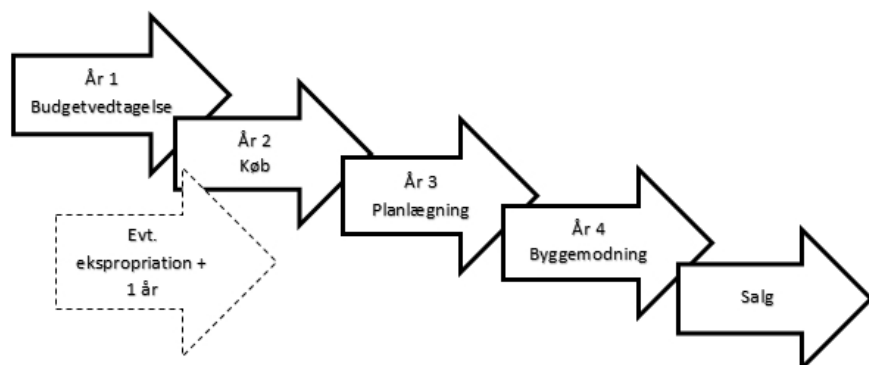 År 1
Budgetvedtagelse
År 2
Køb
År 3
Planlægning
År 4
Byggemodning
Salg
Evt.
ekspropriation +
1 år